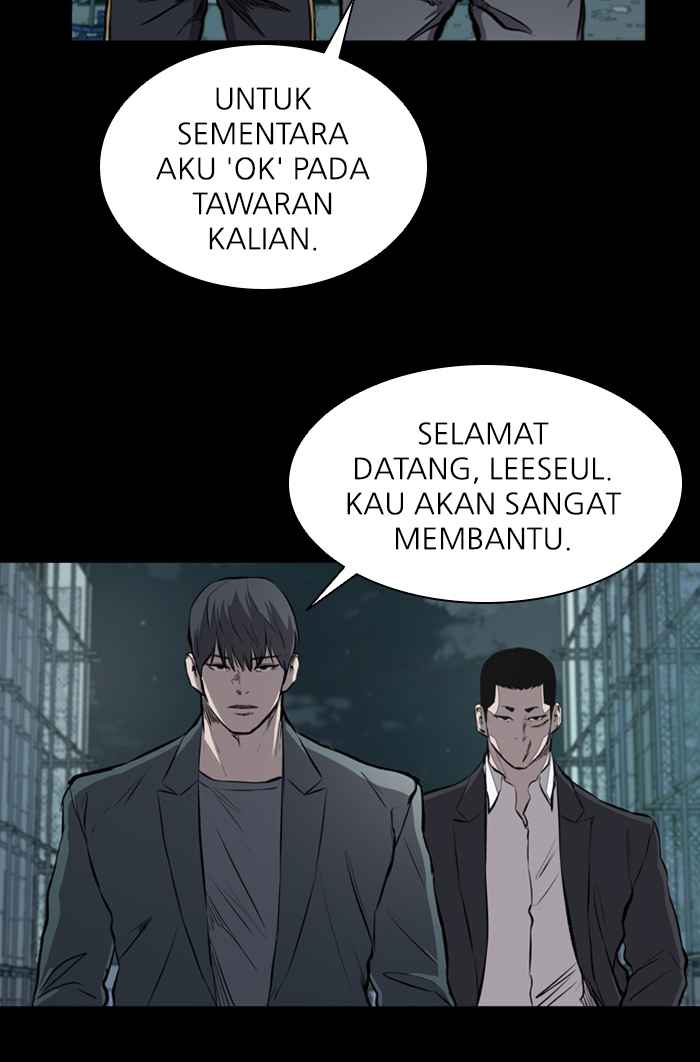 UNTUK
SEMENTARA
AKU 'OK' PADA
TAWARAN
KALIAN.
SELAMAT
DATANG, LEESEUL.
KAU AKAN SANGAT
MEMBANTU.